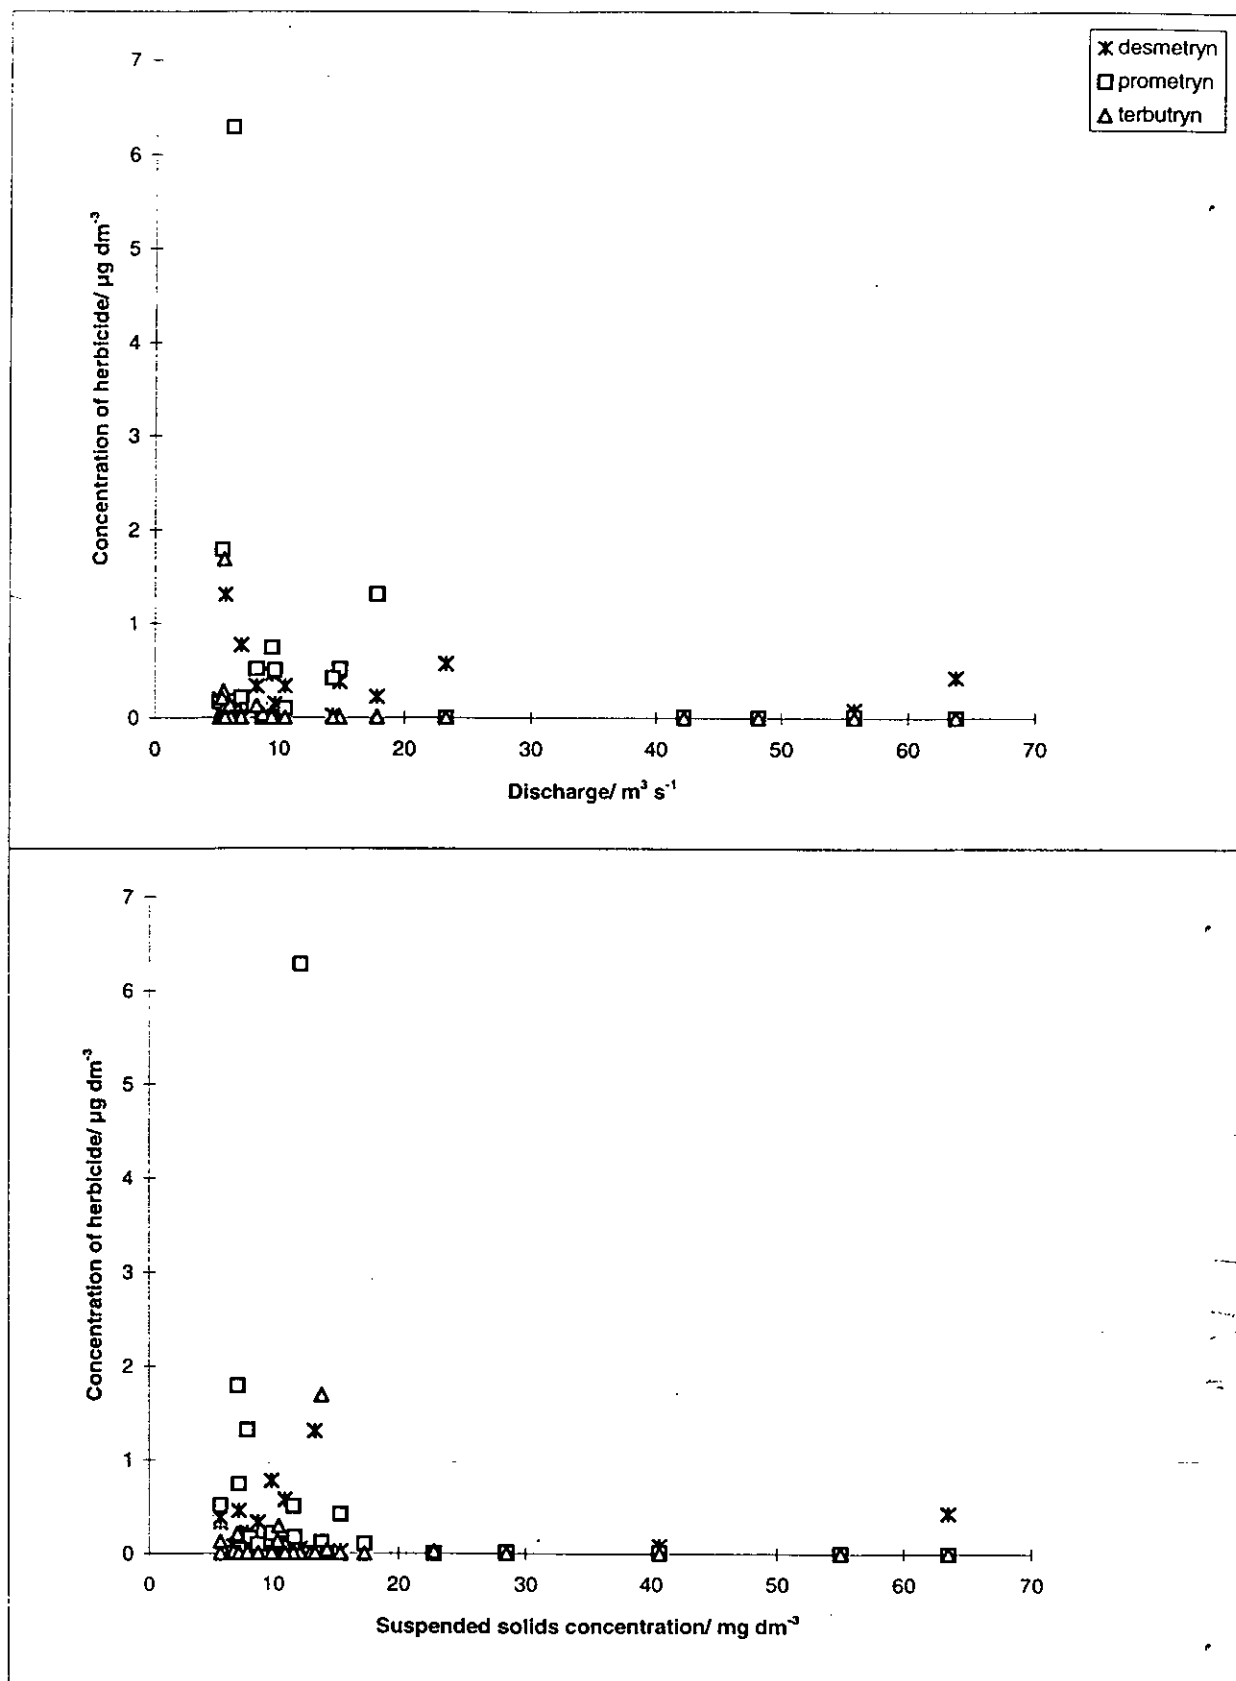 desmetryn
prometryn
terbutryn
7
6
5
4
3
2
1
0
Concentration of herbicide/ µg dm⁻³
0 10 20 30 40 50 60 70
Discharge/ m³ s⁻¹
7
6
5
4
3
2
1
0
Concentration of herbicide/ µg dm⁻³
0 10 20 30 40 50 60 70
Suspended solids concentration/ mg dm⁻³